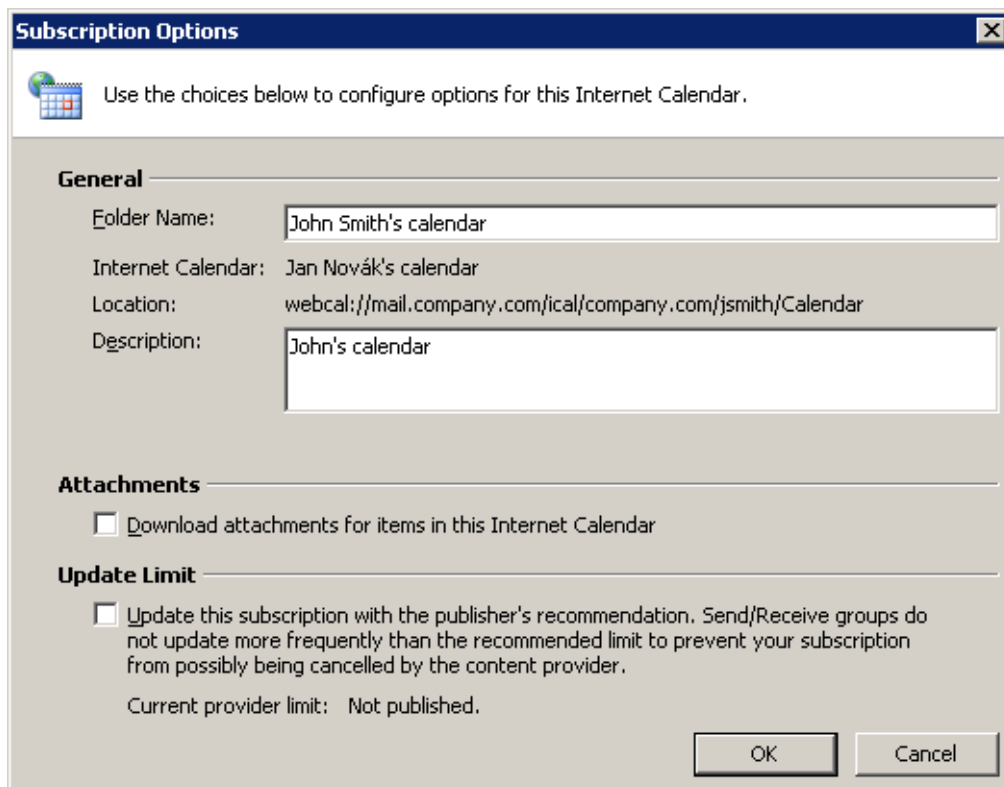 Subscription Options
Use the choices below to configure options for this Internet Calendar.
General
Folder Name: John Smith's calendar
Internet Calendar: Jan Novák's calendar
Location: webcal://mail.company.com/ical/company.com/jsmith/Calendar
Description: John's calendar
Attachments
Download attachments for items in this Internet Calendar
Update Limit
Update this subscription with the publisher's recommendation. Send/Receive groups do
not update more frequently than the recommended limit to prevent your subscription
from possibly being cancelled by the content provider.
Current provider limit: Not published.
OK Cancel